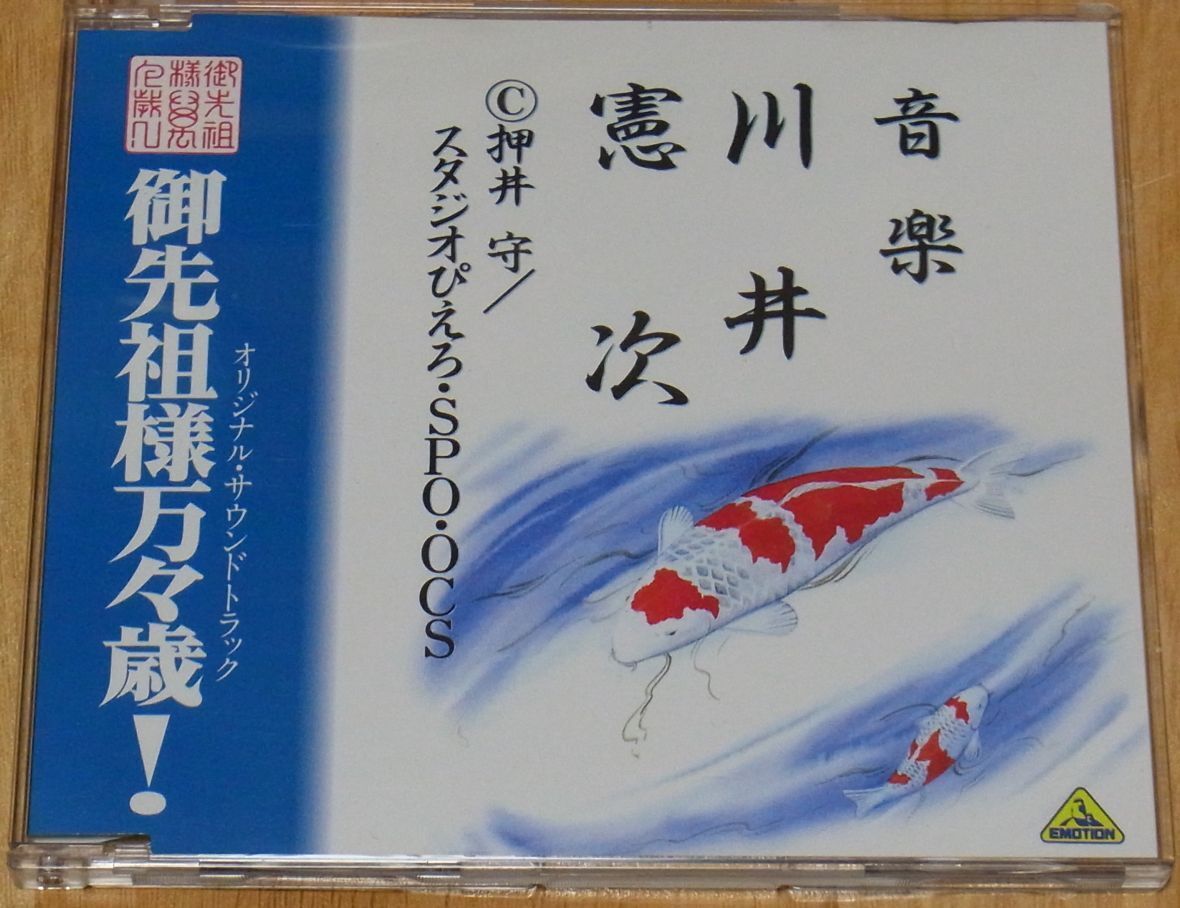 音楽
川井
憲次
©押井 守/
スタジオぴえろ・SPO・OCS
オリジナル・サウンドトラック
御先祖様万々歳!
御先祖
様万
々歳!!
EMOTION